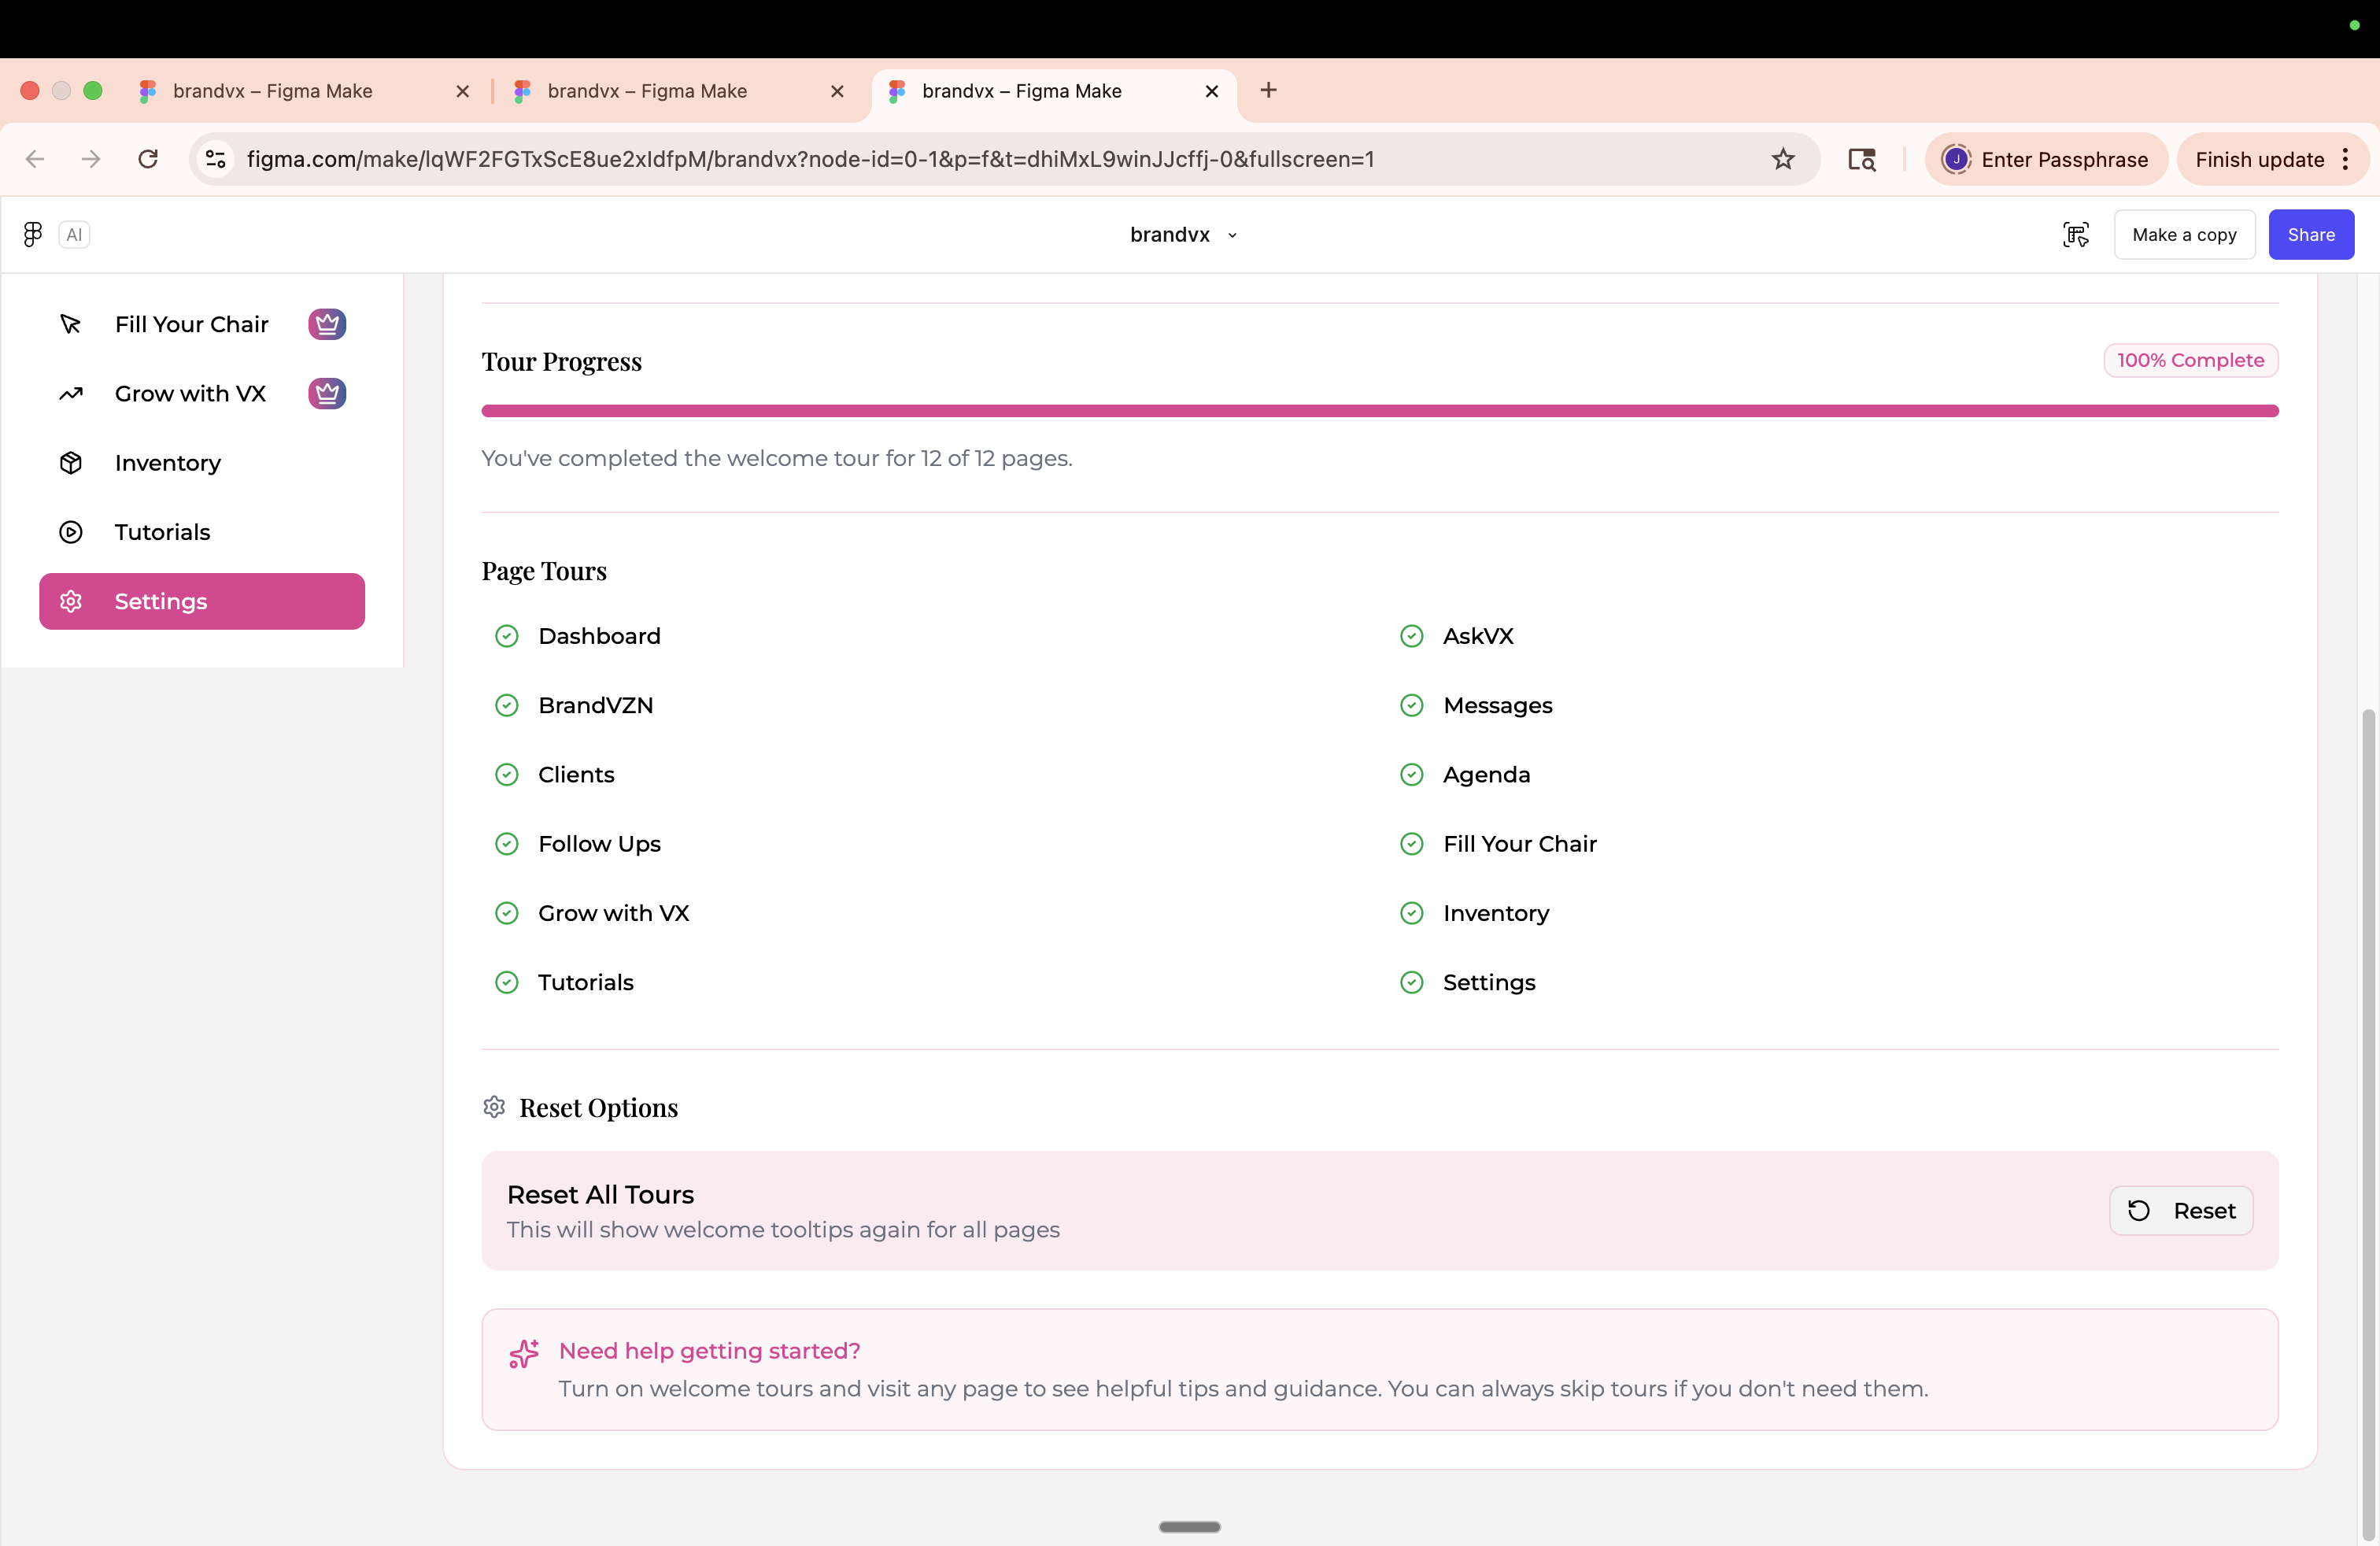 brandvx – Figma Make
brandvx – Figma Make
brandvx – Figma Make
figma.com/make/lqWF2FGTxScE8ue2xIdfpM/brandvx?node-id=0-1&p=f&t=dhiMxL9winJJcffj-0&fullscreen=1
J
Enter Passphrase
Finish update
AI
brandvx
Make a copy
Share
Fill Your Chair
Grow with VX
Inventory
Tutorials
Settings
Tour Progress
100% Complete
You've completed the welcome tour for 12 of 12 pages.
Page Tours
Dashboard
AskVX
BrandVZN
Messages
Clients
Agenda
Follow Ups
Fill Your Chair
Grow with VX
Inventory
Tutorials
Settings
Reset Options
Reset All Tours
This will show welcome tooltips again for all pages
Reset
Need help getting started?
Turn on welcome tours and visit any page to see helpful tips and guidance. You can always skip tours if you don't need them.